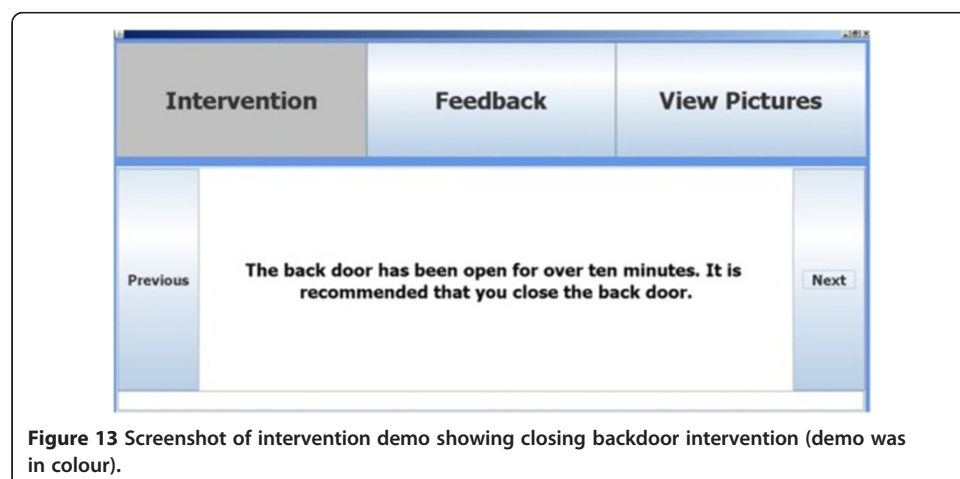 Intervention Feedback View Pictures
Previous
The back door has been open for over ten minutes. It is
recommended that you close the back door.
Next
Figure 13 Screenshot of intervention demo showing closing backdoor intervention (demo was
in colour).